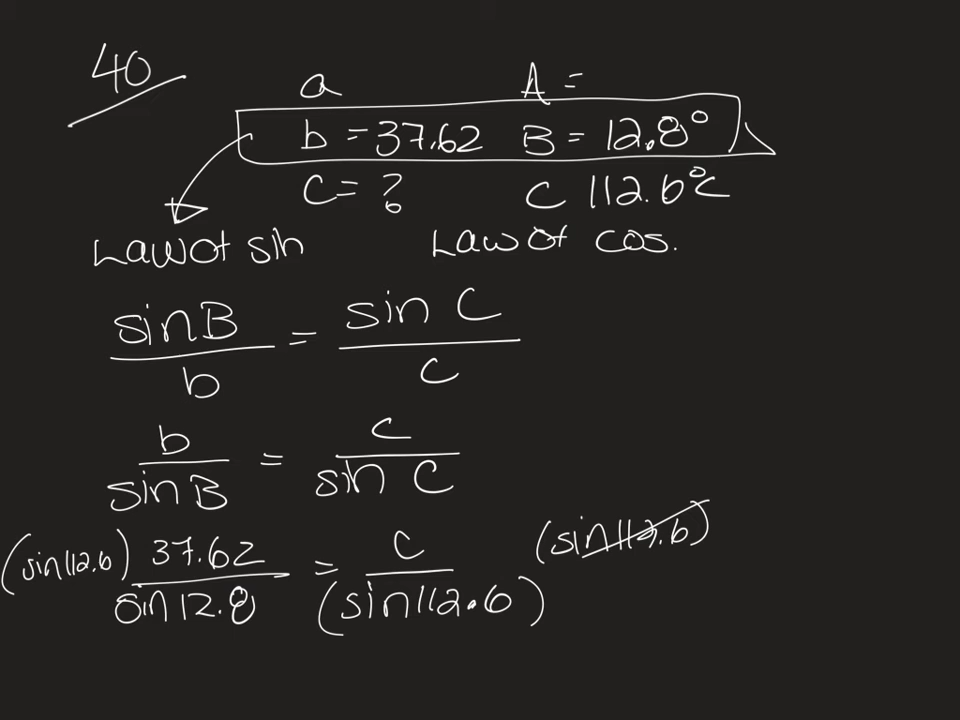 40
a A =
b = 37.62 B = 12.8°
C = ? C 112.6°C
Law of sin Law of cos.
sin B / b = sin C / c
b / sin B = c / sin C
(sin 112.6) 37.62 / sin 12.8 = c / (sin 112.6) (sin 112.6)